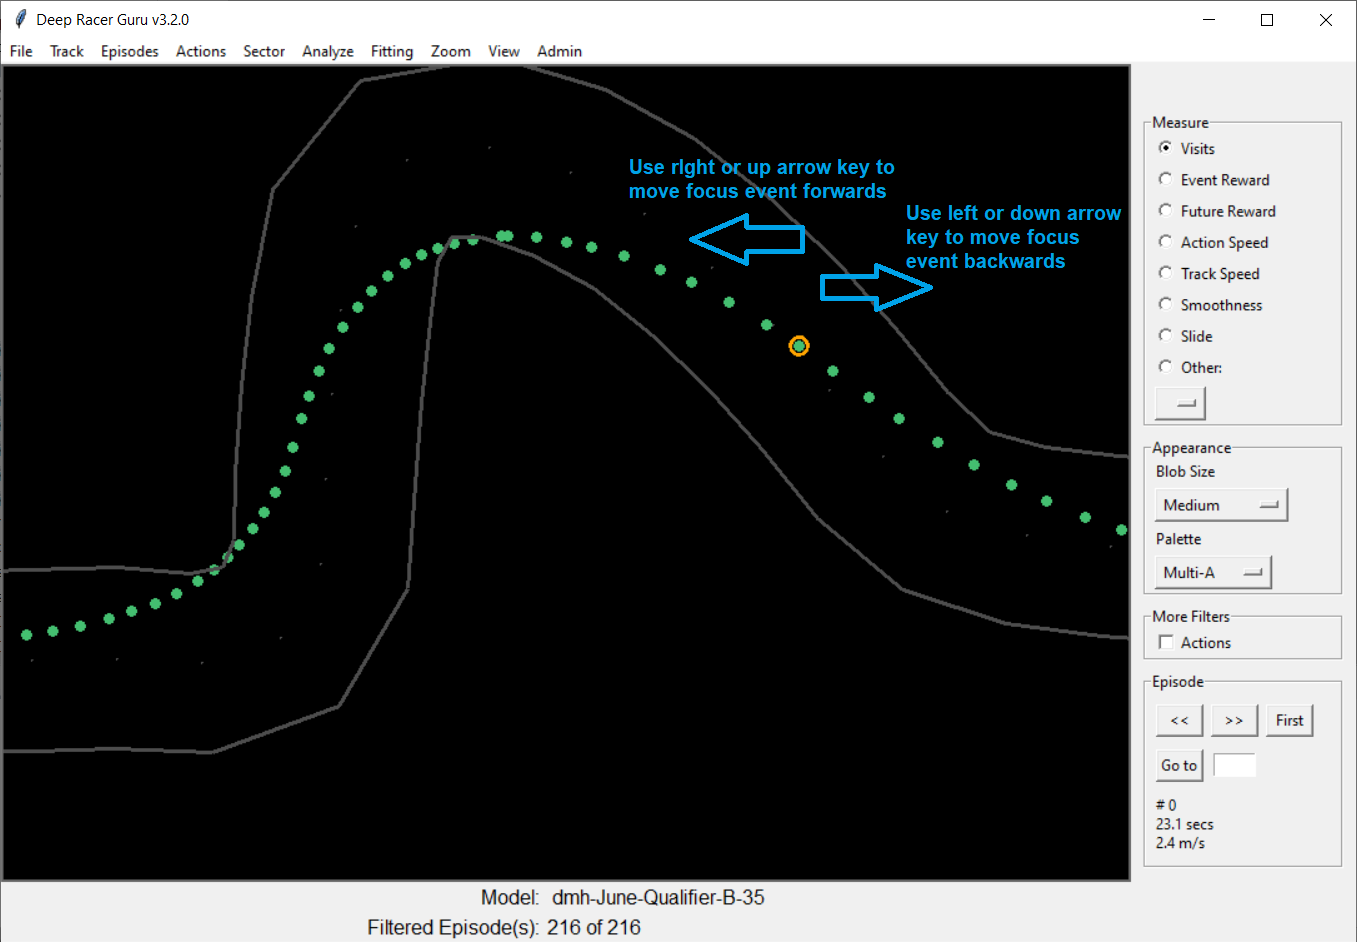 Deep Racer Guru v3.2.0
File Track Episodes Actions Sector Analyze Fitting Zoom View Admin
Use right or up arrow key to
move focus event forwards
Use left or down arrow
key to move focus
event backwards
Measure
Visits
Event Reward
Future Reward
Action Speed
Track Speed
Smoothness
Slide
Other:
Appearance
Blob Size
Medium
Palette
Multi-A
More Filters
Actions
Episode
<< >> First
Go to
# 0
23.1 secs
2.4 m/s
Model: dmh-June-Qualifier-B-35
Filtered Episode(s): 216 of 216